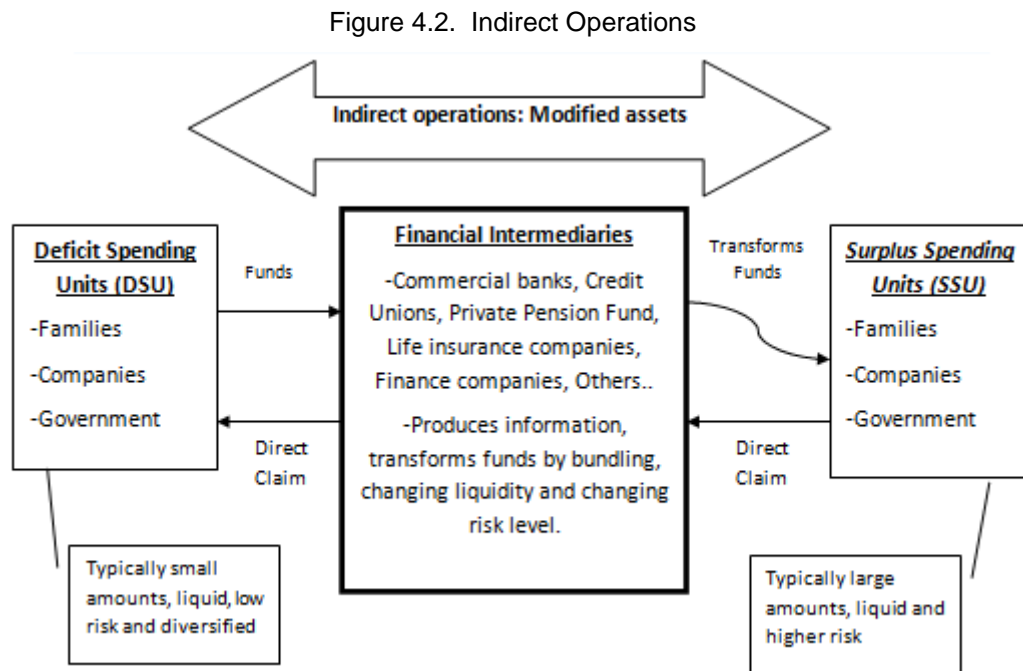 Figure 4.2.  Indirect Operations
Indirect operations: Modified assets
Deficit Spending
Units (DSU)
-Families
-Companies
-Government
Funds
Direct
Claim
Financial Intermediaries
-Commercial banks, Credit
Unions, Private Pension Fund,
Life insurance companies,
Finance companies, Others..
-Produces information,
transforms funds by bundling,
changing liquidity and changing
risk level.
Transforms
Funds
Direct
Claim
Surplus Spending
Units (SSU)
-Families
-Companies
-Government
Typically small
amounts, liquid, low
risk and diversified
Typically large
amounts, liquid and
higher risk